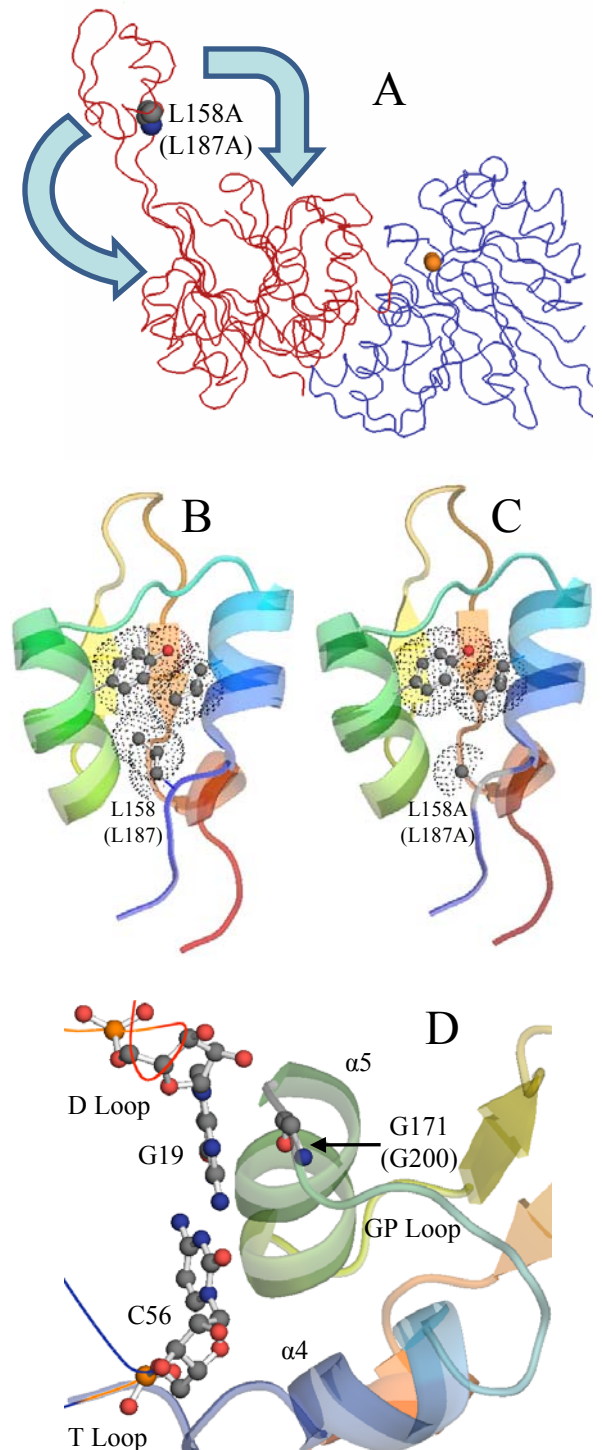 A
L158A
(L187A)
B
C
L158
(L187)
L158A
(L187A)
D
α5
D Loop
G171
(G200)
G19
GP Loop
C56
α4
T Loop